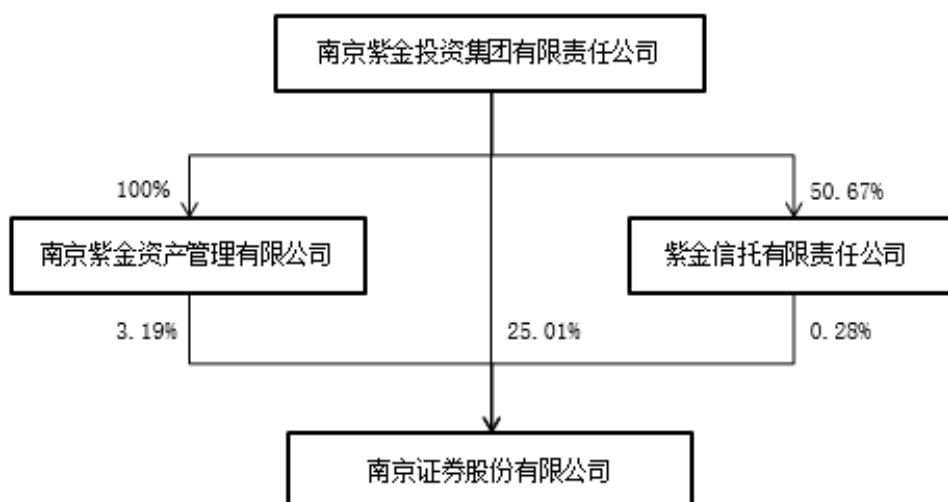 南京紫金投资集团有限责任公司
100%
50.67%
南京紫金资产管理有限公司
紫金信托有限责任公司
3.19%
25.01%
0.28%
南京证券股份有限公司